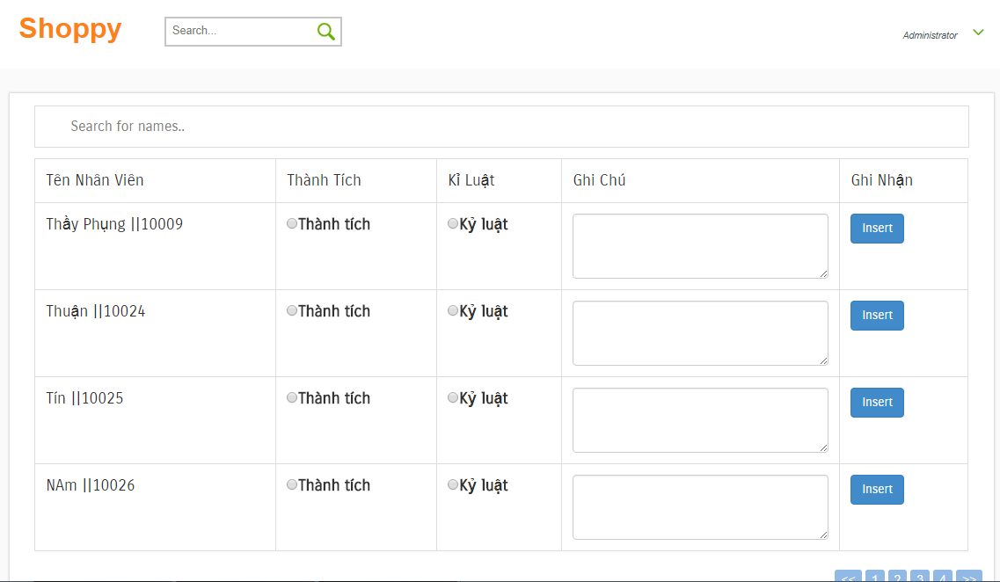 Shoppy
Search...
Administrator
Search for names..
Tên Nhân Viên Thành Tích Kỉ Luật Ghi Chú Ghi Nhận
Thầy Phụng ||10009 Thành tích Kỷ luật Insert
Thuận ||10024 Thành tích Kỷ luật Insert
Tín ||10025 Thành tích Kỷ luật Insert
NAm ||10026 Thành tích Kỷ luật Insert
<< 1 2 3 4 >>